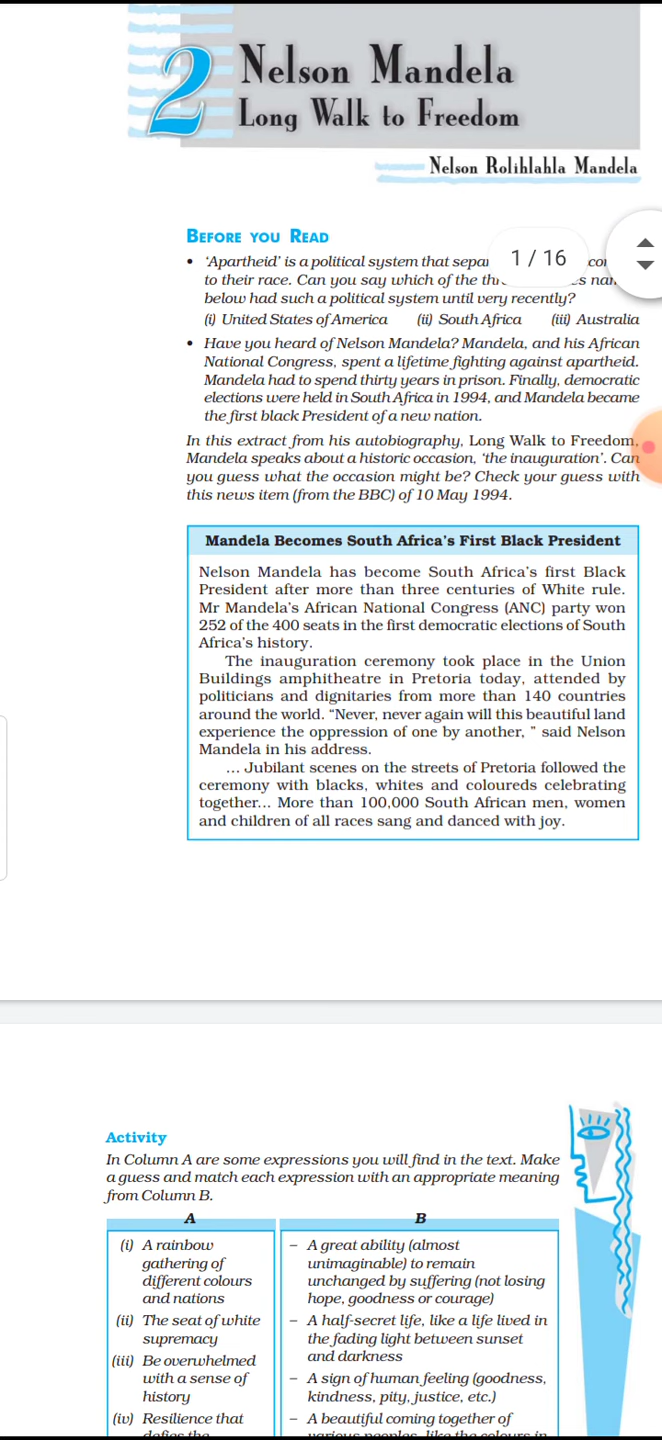 2
Nelson Mandela
Long Walk to Freedom
Nelson Rolihlahla Mandela
BEFORE YOU READ
• 'Apartheid' is a political system that
1 / 16
to their race. Can you say which of the
below had such a political system until very recently?
(i) United States of America (ii) South Africa (iii) Australia
• Have you heard of Nelson Mandela? Mandela, and his African
National Congress, spent a lifetime fighting against apartheid.
Mandela had to spend thirty years in prison. Finally, democratic
elections were held in South Africa in 1994, and Mandela became
the first black President of a new nation.
In this extract from his autobiography, Long Walk to Freedom,
Mandela speaks about a historic occasion, 'the inauguration'. Can
you guess what the occasion might be? Check your guess with
this news item (from the BBC) of 10 May 1994.
Mandela Becomes South Africa's First Black President
Nelson Mandela has become South Africa's first Black
President after more than three centuries of White rule.
Mr Mandela's African National Congress (ANC) party won
252 of the 400 seats in the first democratic elections of South
Africa's history.
The inauguration ceremony took place in the Union
Buildings amphitheatre in Pretoria today, attended by
politicians and dignitaries from more than 140 countries
around the world. "Never, never again will this beautiful land
experience the oppression of one by another, " said Nelson
Mandela in his address.
... Jubilant scenes on the streets of Pretoria followed the
ceremony with blacks, whites and coloureds celebrating
together... More than 100,000 South African men, women
and children of all races sang and danced with joy.
Activity
In Column A are some expressions you will find in the text. Make
a guess and match each expression with an appropriate meaning
from Column B.
A
(i) A rainbow
gathering of
different colours
and nations
(ii) The seat of white
supremacy
(iii) Be overwhelmed
with a sense of
history
(iv) Resilience that
defies the
B
– A great ability (almost
unimaginable) to remain
unchanged by suffering (not losing
hope, goodness or courage)
– A half-secret life, like a life lived in
the fading light between sunset
and darkness
– A sign of human feeling (goodness,
kindness, pity, justice, etc.)
– A beautiful coming together of
various peoples, like the colours in